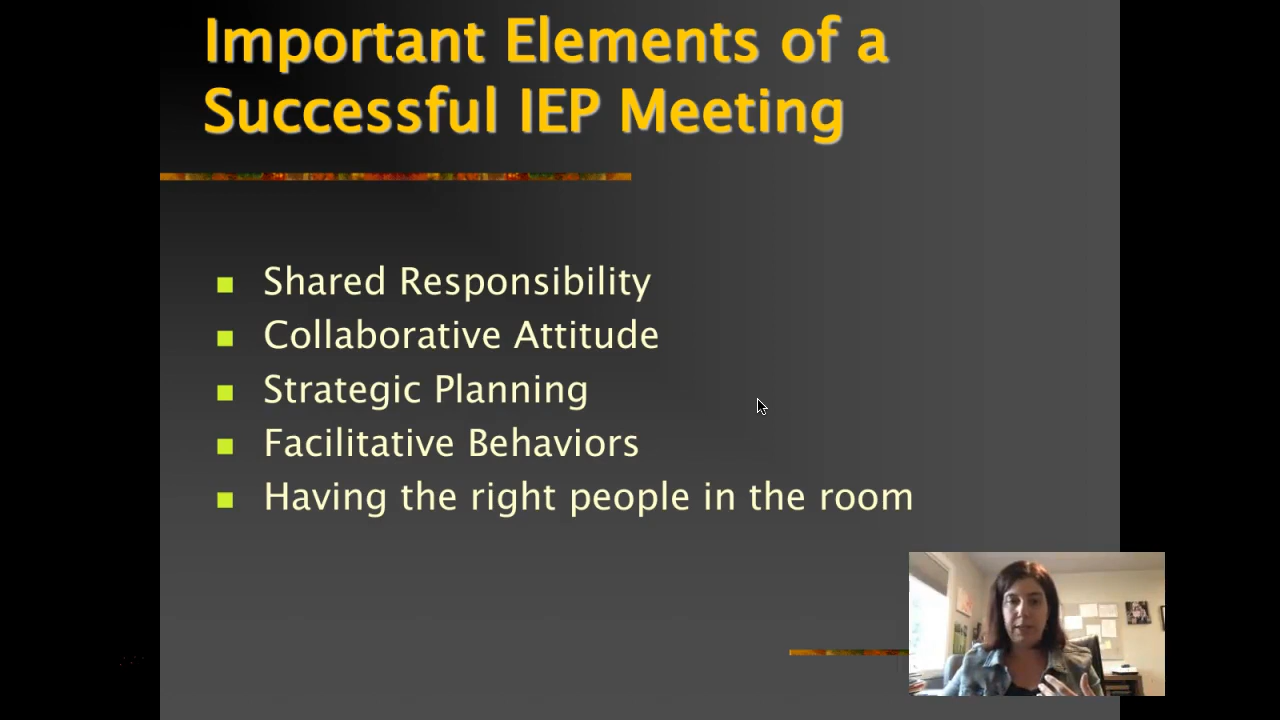 Important Elements of a
Successful IEP Meeting
Shared Responsibility
Collaborative Attitude
Strategic Planning
Facilitative Behaviors
Having the right people in the room